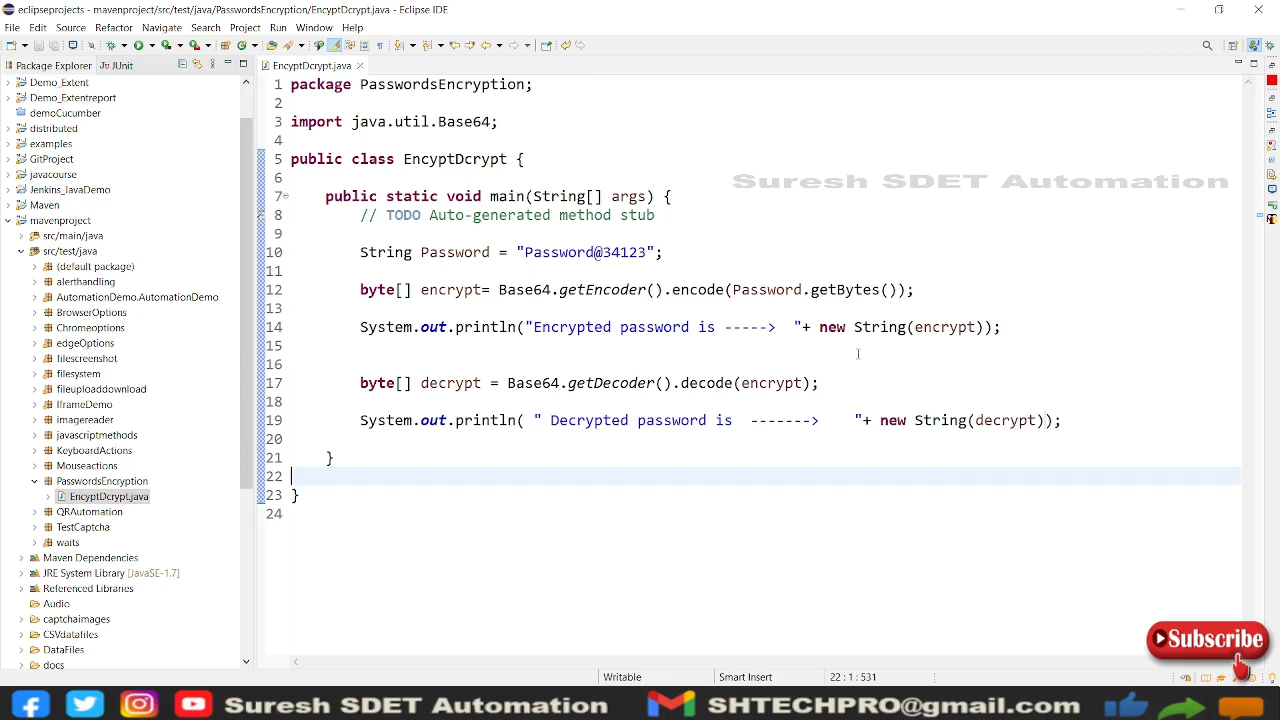 eclipseprojects - mavenproject/src/test/java/PasswordsEncryption/EncyptDcrypt.java - Eclipse IDE
File Edit Source Refactor Navigate Search Project Run Window Help
Package Explorer JUnit
Demo_Extent
Demo_Extentreport
demoCucumber
distributed
examples
GitProject
javacourse
Jenkins_JavaDemo
Maven
mavenproject
src/main/java
src/test/java
(default package)
alerthandling
AutomationDemo.AutomationDemo
BrowserOptions
Chromeoptions
edgeOptions
filescreenshot
filesystem
fileuploaddownload
IframeDemo
imagereader
javascriptmethods
KeyboardActions
Mouseactions
PasswordsEncryption
EncyptDcrypt.java
QRAutomation
TestCaptcha
waits
Maven Dependencies
JRE System Library [JavaSE-1.7]
Referenced Libraries
Audio
captchaimages
CSVdatafiles
DataFiles
docs
EncyptDcrypt.java
1 package PasswordsEncryption;
2
3 import java.util.Base64;
4
5 public class EncyptDcrypt {
6
7 public static void main(String[] args) {
8 // TODO Auto-generated method stub
9
10 String Password = "Password@34123";
11
12 byte[] encrypt= Base64.getEncoder().encode(Password.getBytes());
13
14 System.out.println("Encrypted password is -----> "+ new String(encrypt));
15
16
17 byte[] decrypt = Base64.getDecoder().decode(encrypt);
18
19 System.out.println( " Decrypted password is -------> "+ new String(decrypt));
20
21 }
22
23 }
24
Suresh SDET Automation
Subscribe
Writable Smart Insert 22 : 1 : 531
Suresh SDET Automation SHTECHPRO@gmail.com